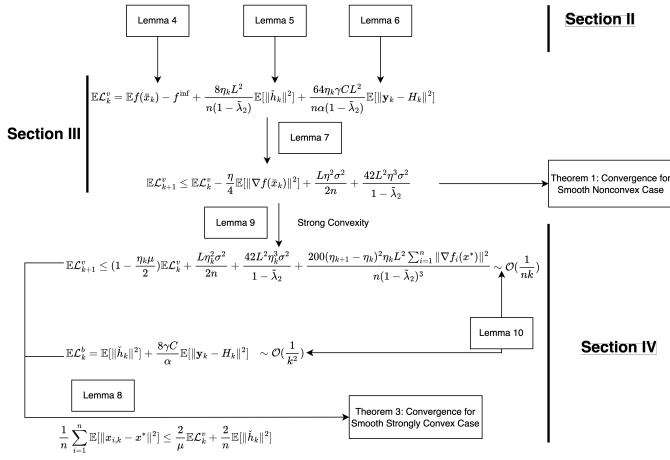 Lemma 4
Lemma 5
Lemma 6
Section II
$\mathbb{E}\mathcal{L}_k^v = \mathbb{E}f(\bar{x}_k) - f^{\inf} + \frac{8\eta_k L^2}{n(1-\tilde{\lambda}_2)}\mathbb{E}[\|\check{h}_k\|^2] + \frac{64\eta_k\gamma CL^2}{n\alpha(1-\tilde{\lambda}_2)}\mathbb{E}[\|\mathbf{y}_k - H_k\|^2]$
Section III
Lemma 7
$\mathbb{E}\mathcal{L}_{k+1}^v \leq \mathbb{E}\mathcal{L}_k^v - \frac{\eta}{4}\mathbb{E}[\|\nabla f(\bar{x}_k)\|^2] + \frac{L\eta^2\sigma^2}{2n} + \frac{42L^2\eta^3\sigma^2}{1-\tilde{\lambda}_2}$
Theorem 1: Convergence for
Smooth Nonconvex Case
Lemma 9
Strong Convexity
$\mathbb{E}\mathcal{L}_{k+1}^v \leq (1 - \frac{\eta_k\mu}{2})\mathbb{E}\mathcal{L}_k^v + \frac{L\eta_k^2\sigma^2}{2n} + \frac{42L^2\eta_k^3\sigma^2}{1-\tilde{\lambda}_2} + \frac{200(\eta_{k+1}-\eta_k)^2\eta_k L^2\sum_{i=1}^n\|\nabla f_i(x^*)\|^2}{n(1-\tilde{\lambda}_2)^3} \sim \mathcal{O}(\frac{1}{nk})$
Lemma 10
Section IV
$\mathbb{E}\mathcal{L}_k^b = \mathbb{E}[\|\check{h}_k\|^2] + \frac{8\gamma C}{\alpha}\mathbb{E}[\|\mathbf{y}_k - H_k\|^2] \sim \mathcal{O}(\frac{1}{k^2})$
Lemma 8
Theorem 3: Convergence for
Smooth Strongly Convex Case
$\frac{1}{n}\sum_{i=1}^n\mathbb{E}[\|x_{i,k} - x^*\|^2] \leq \frac{2}{\mu}\mathbb{E}\mathcal{L}_k^v + \frac{2}{n}\mathbb{E}[\|\check{h}_k\|^2]$